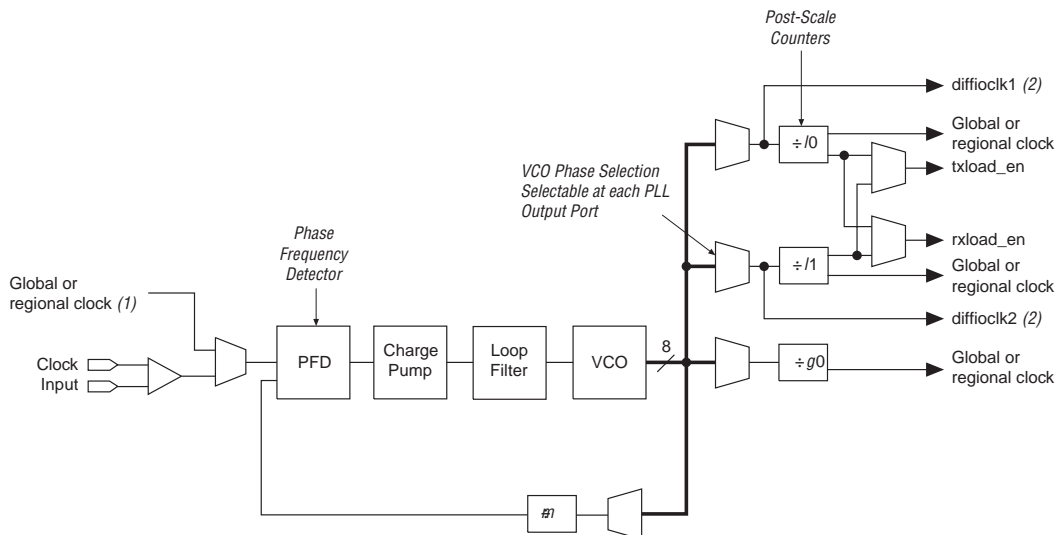 Post-Scale
Counters
diffioclk1 (2)
Global or
regional clock
÷l0
txload_en
VCO Phase Selection
Selectable at each PLL
Output Port
rxload_en
÷l1
Global or
regional clock
diffioclk2 (2)
Phase
Frequency
Detector
Global or
regional clock (1)
Clock
Input
PFD
Charge
Pump
Loop
Filter
VCO
8
÷g0
Global or
regional clock